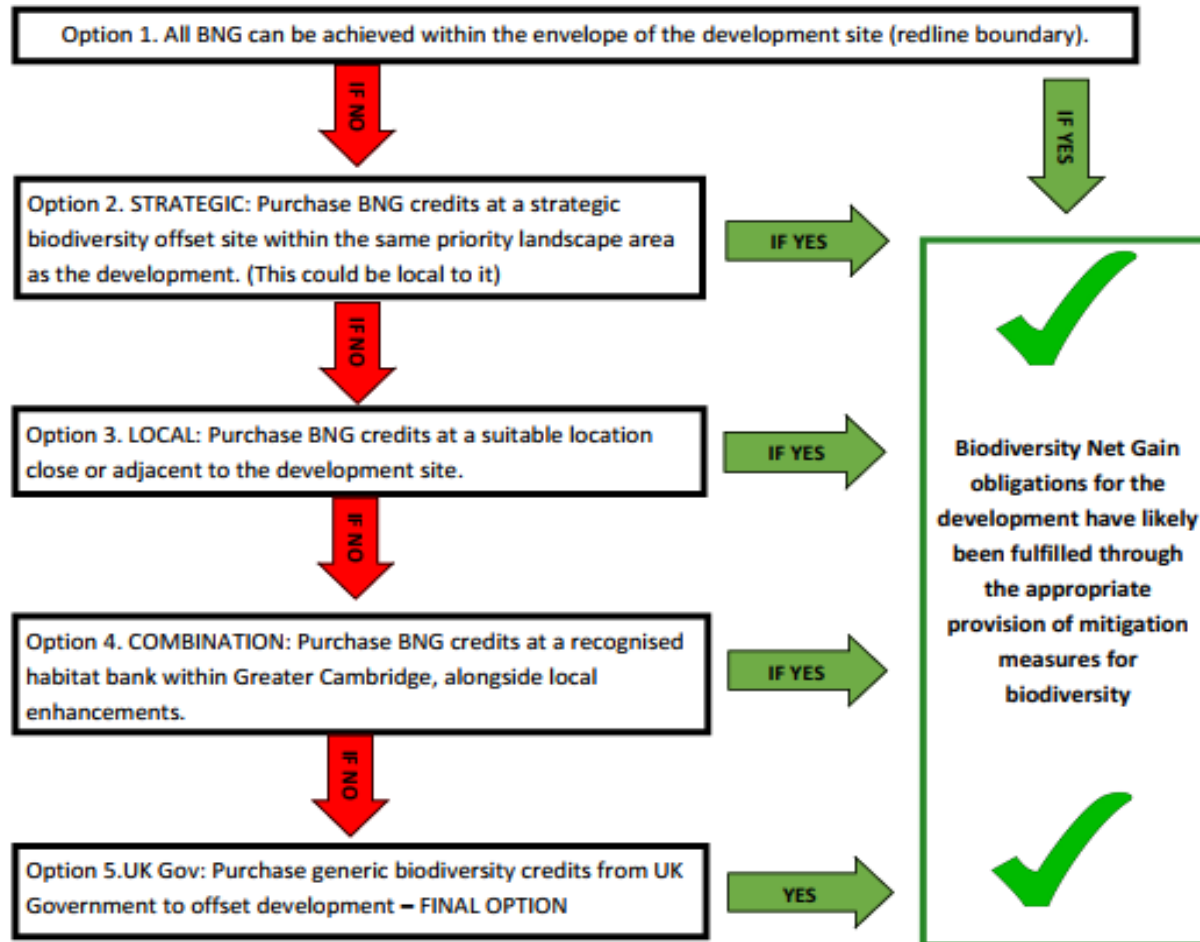 Option 1. All BNG can be achieved within the envelope of the development site (redline boundary).
IF NO
IF YES
Option 2. STRATEGIC: Purchase BNG credits at a strategic
biodiversity offset site within the same priority landscape area
as the development. (This could be local to it)
IF YES
IF NO
Option 3. LOCAL: Purchase BNG credits at a suitable location
close or adjacent to the development site.
IF YES
IF NO
Option 4. COMBINATION: Purchase BNG credits at a recognised
habitat bank within Greater Cambridge, alongside local
enhancements.
IF YES
IF NO
Option 5.UK Gov: Purchase generic biodiversity credits from UK
Government to offset development – FINAL OPTION
YES
Biodiversity Net Gain
obligations for the
development have likely
been fulfilled through
the appropriate
provision of mitigation
measures for
biodiversity